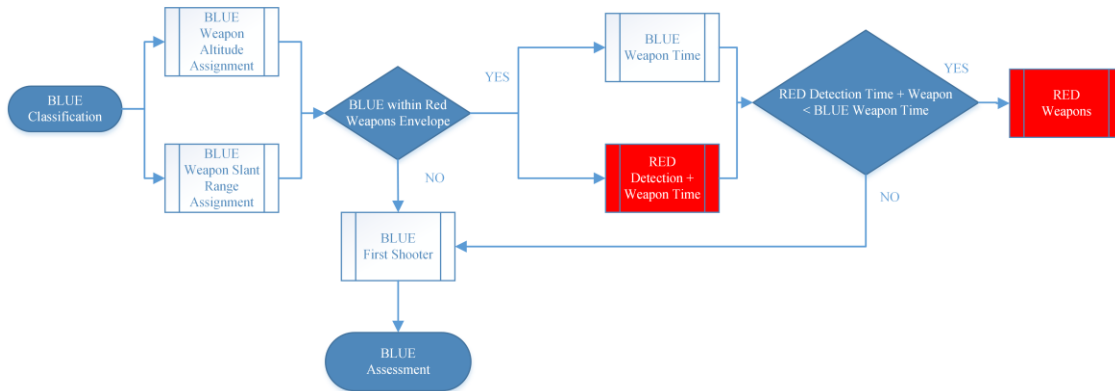 BLUE
Classification
BLUE
Weapon
Altitude
Assignment
BLUE
Weapon Slant
Range
Assignment
BLUE within Red
Weapons Envelope
YES
NO
BLUE
First Shooter
BLUE
Assessment
BLUE
Weapon Time
RED
Detection +
Weapon Time
RED Detection Time + Weapon
< BLUE Weapon Time
YES
NO
RED
Weapons